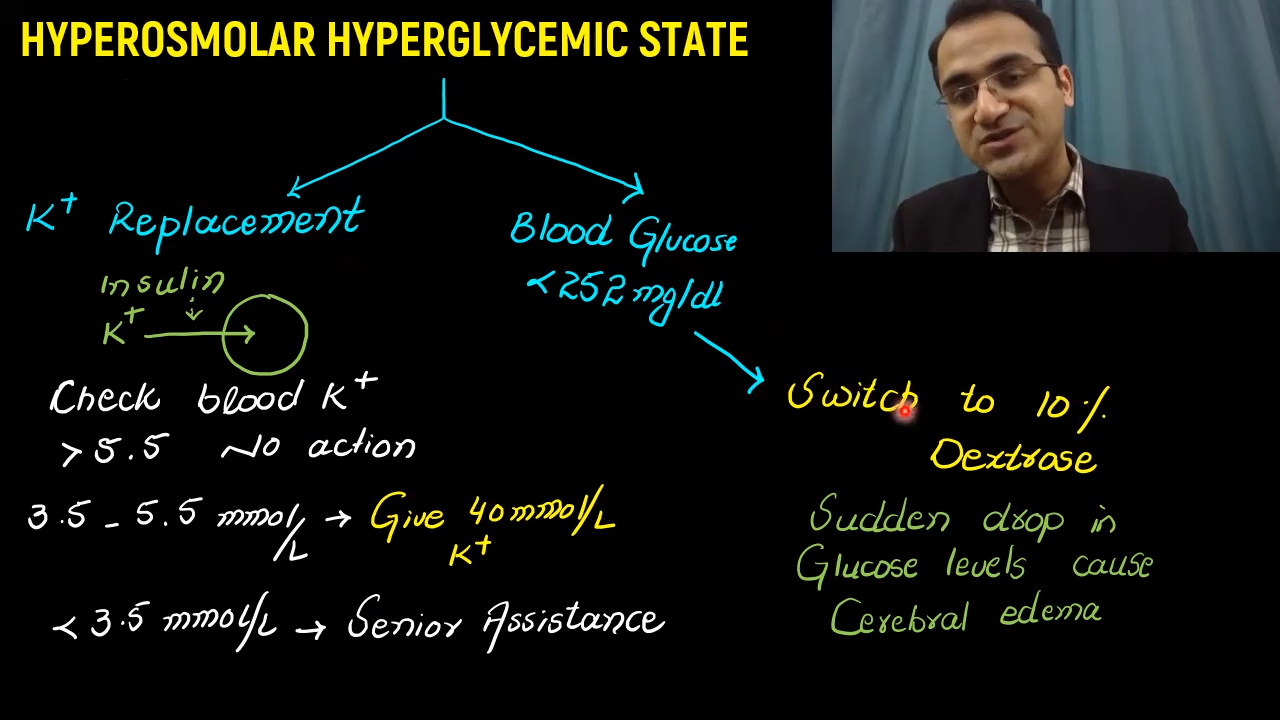 HYPEROSMOLAR HYPERGLYCEMIC STATE
K+ Replacement
Insulin
K+
Check blood K+
> 5.5 No action
3.5 - 5.5 mmol/L → Give 40 mmol/L
K+
< 3.5 mmol/L → Senior Assistance
Blood Glucose
< 252 mg/dl
Switch to 10%
Dextrose
Sudden drop in
Glucose levels cause
Cerebral edema